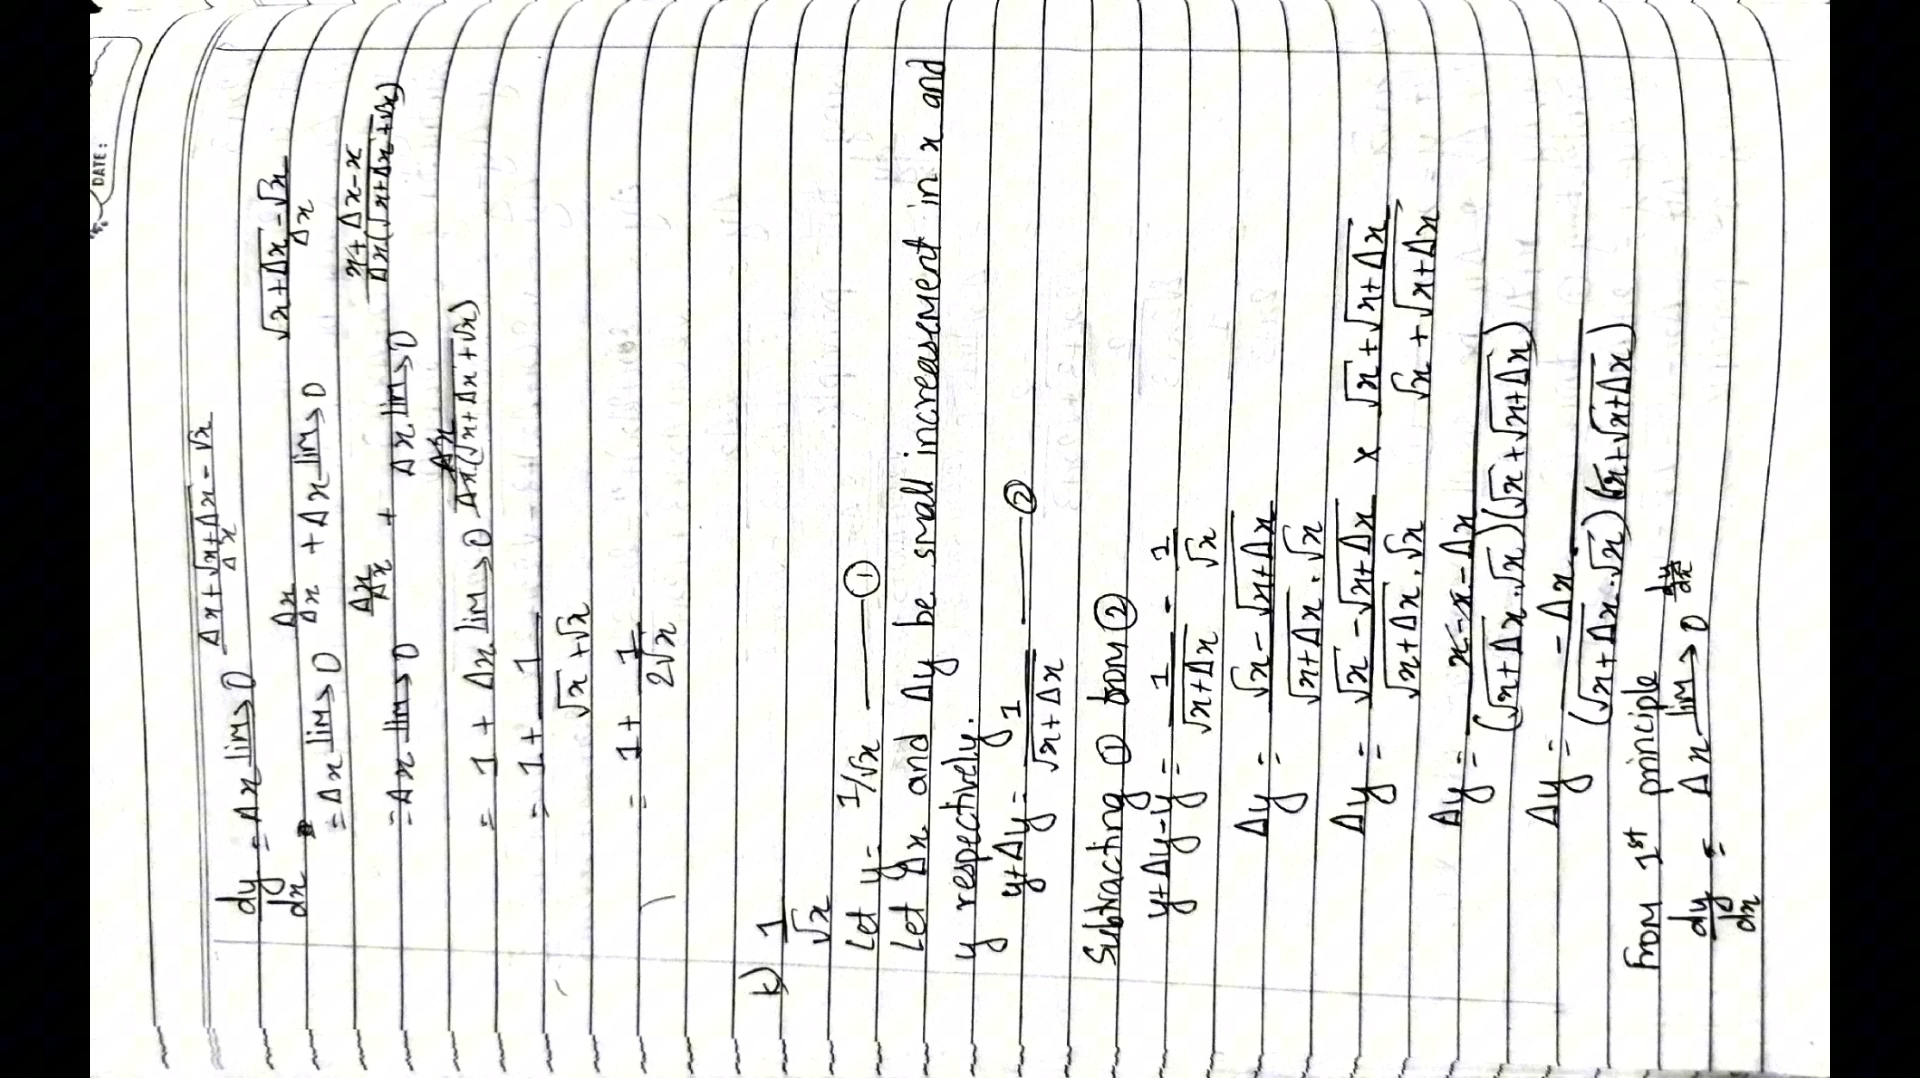 DATE:
dy/dx = Δx lim→0 (Δx + √x+Δx - √x)/Δx
= Δx lim→0 Δx/Δx + Δx lim→0 (√x+Δx - √x)/Δx
= Δx lim→0 Δx/Δx + Δx lim→0 (x+Δx-x)/(Δx(√x+Δx+√x))
= 1 + Δx lim→0 Δx/(Δx(√x+Δx+√x))
= 1 + 1/(√x+√x)
= 1 + 1/(2√x)
k) 1/√x
Let y = 1/√x ——— ①
Let Δx and Δy be small increasement in x and
y respectively.
y+Δy = 1/√x+Δx ——— ②
Subtracting ① from ②
y+Δy-y = 1/√x+Δx - 1/√x
Δy = (√x - √x+Δx)/(√x+Δx · √x)
Δy = (√x - √x+Δx)/(√x+Δx · √x) × (√x + √x+Δx)/(√x + √x+Δx)
Δy = (x-x-Δx)/((√x+Δx · √x)(√x+√x+Δx))
Δy = -Δx/((√x+Δx · √x)(√x+√x+Δx))
From 1st principle
dy/dx = Δx lim→0 dy/dx